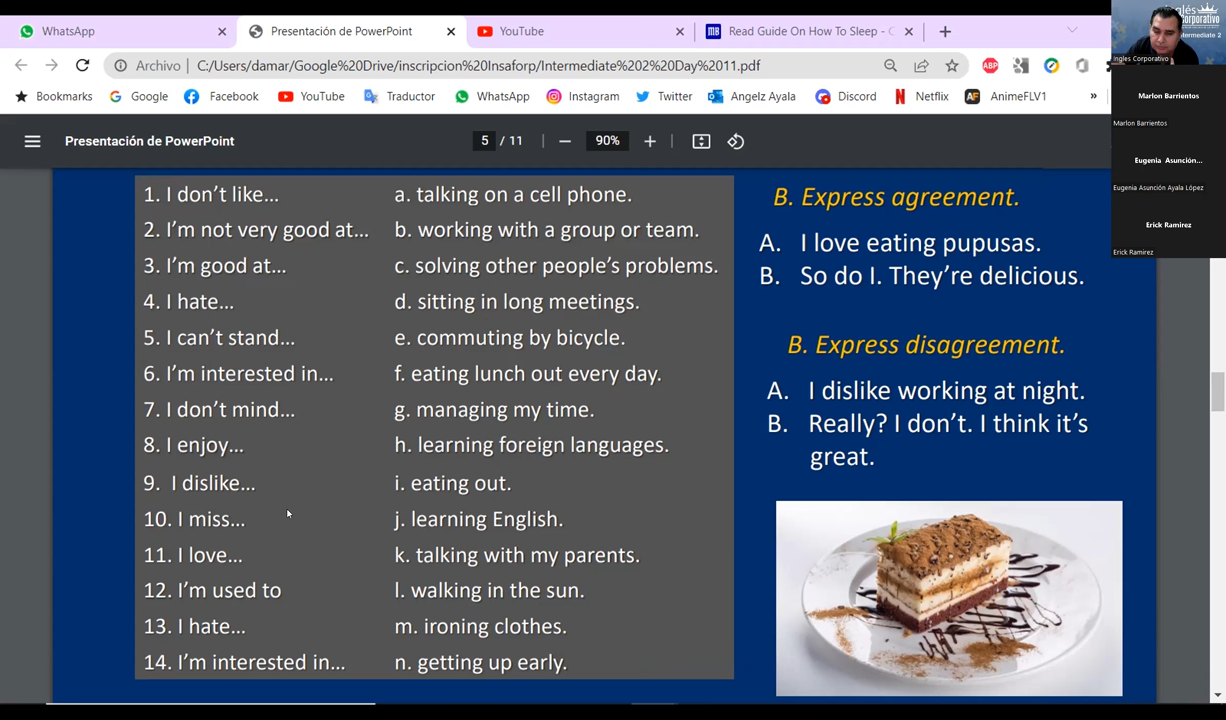 WhatsApp
Presentación de PowerPoint
YouTube
MB Read Guide On How To Sleep - C
Archivo C:/Users/damar/Google%20Drive/inscripcion%20Insaforp/Intermediate%202%20Day%2011.pdf
ABP
Bookmarks Google Facebook YouTube Traductor WhatsApp Instagram Twitter Angelz Ayala Discord Netflix AF AnimeFLV1 »
Presentación de PowerPoint
5 / 11
90%
1. I don't like...
a. talking on a cell phone.
2. I'm not very good at...
b. working with a group or team.
3. I'm good at...
c. solving other people's problems.
4. I hate...
d. sitting in long meetings.
5. I can't stand...
e. commuting by bicycle.
6. I'm interested in...
f. eating lunch out every day.
7. I don't mind...
g. managing my time.
8. I enjoy...
h. learning foreign languages.
9. I dislike...
i. eating out.
10. I miss...
j. learning English.
11. I love...
k. talking with my parents.
12. I'm used to
l. walking in the sun.
13. I hate...
m. ironing clothes.
14. I'm interested in...
n. getting up early.
B. Express agreement.
A. I love eating pupusas.
B. So do I. They're delicious.
B. Express disagreement.
A. I dislike working at night.
B. Really? I don't. I think it's
great.
Inglés
Corporativo
Intermediate 2
Ingles Corporativo
Marlon Barrientos
Marlon Barrientos
Eugenia Asunción...
Eugenia Asunción Ayala López
Erick Ramirez
Erick Ramirez